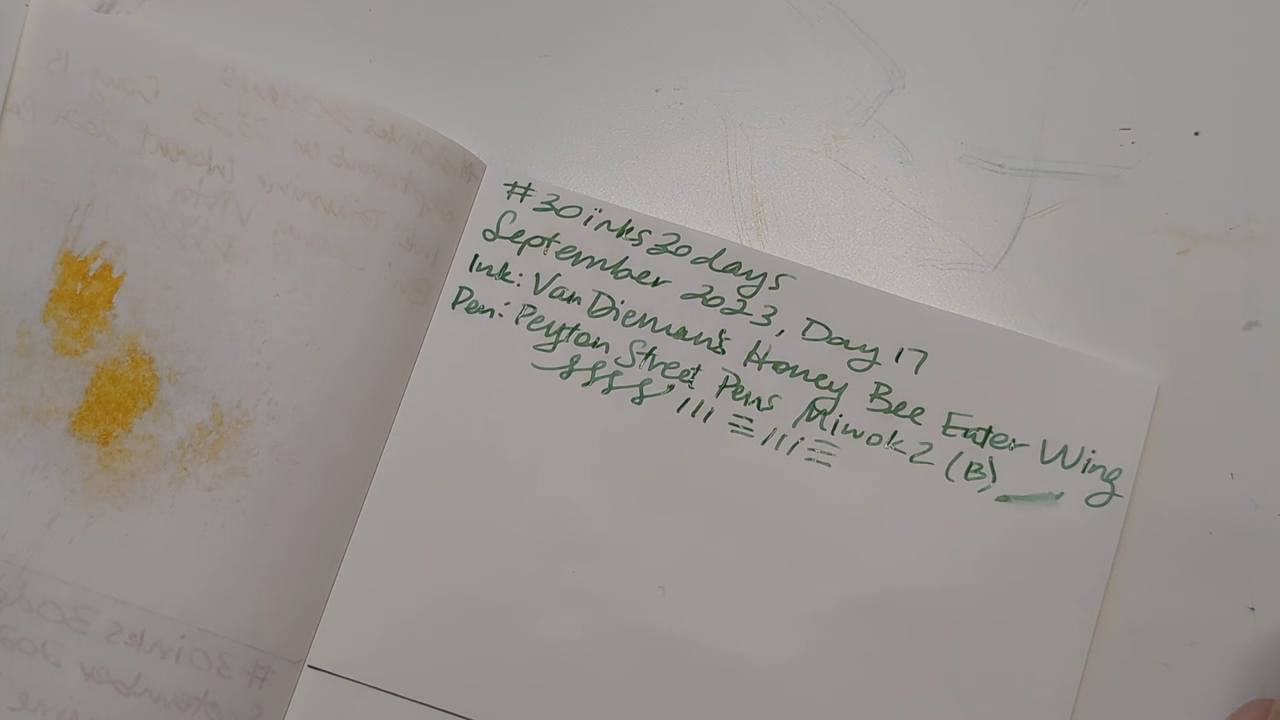 #30inks30days
September 2023, Day 17
Ink: Van Dieman's Honey Bee Eater Wing
Pen: Peyton Street Pens Miwok 2 (B)